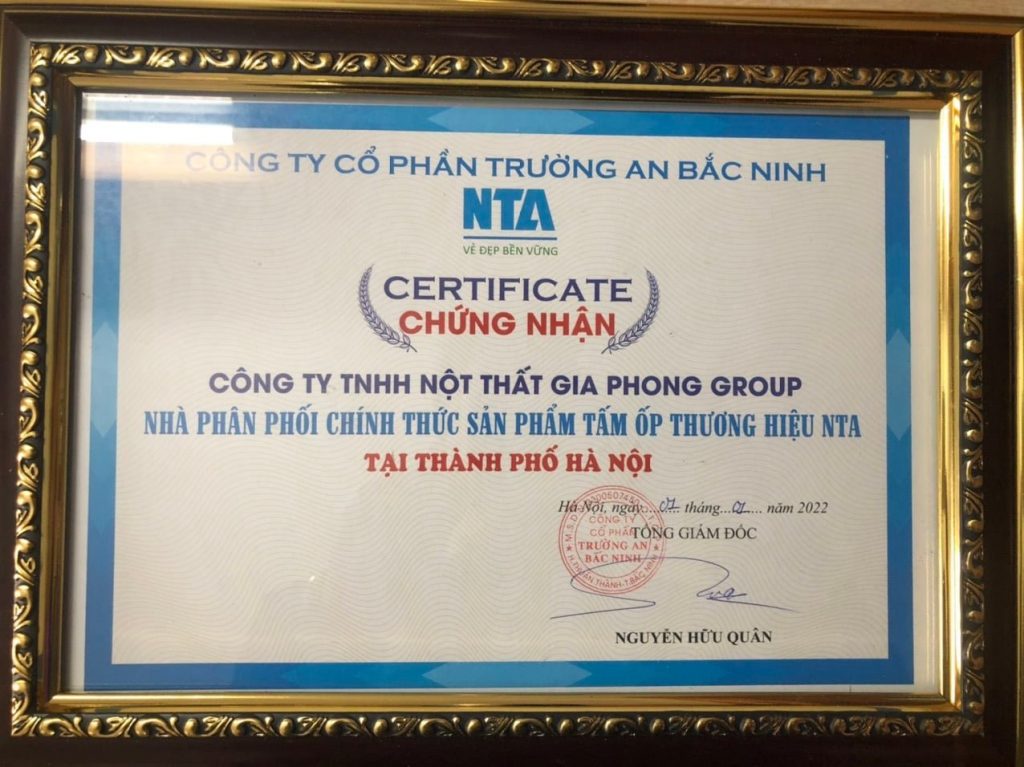 CÔNG TY CỔ PHẦN TRƯỜNG AN BẮC NINH
NTA
VẺ ĐẸP BỀN VỮNG
CERTIFICATE
CHỨNG NHẬN
CÔNG TY TNHH NỘT THẤT GIA PHONG GROUP
NHÀ PHÂN PHỐI CHÍNH THỨC SẢN PHẨM TẤM ỐP THƯƠNG HIỆU NTA
TẠI THÀNH PHỐ HÀ NỘI
Hà Nội, ngày....07.... tháng...01.... năm 2022
TỔNG GIÁM ĐỐC
CÔNG TY
CỔ PHẦN
TRƯỜNG AN
BẮC NINH
NGUYỄN HỮU QUÂN